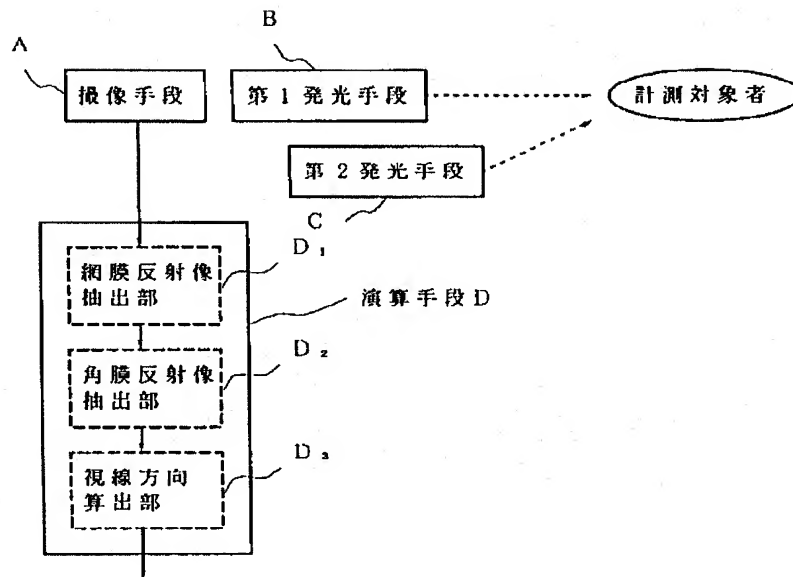 A
B
撮像手段
第1発光手段
計測対象者
第2発光手段
C
D₁
網膜反射像
抽出部
演算手段D
D₂
角膜反射像
抽出部
D₃
視線方向
算出部